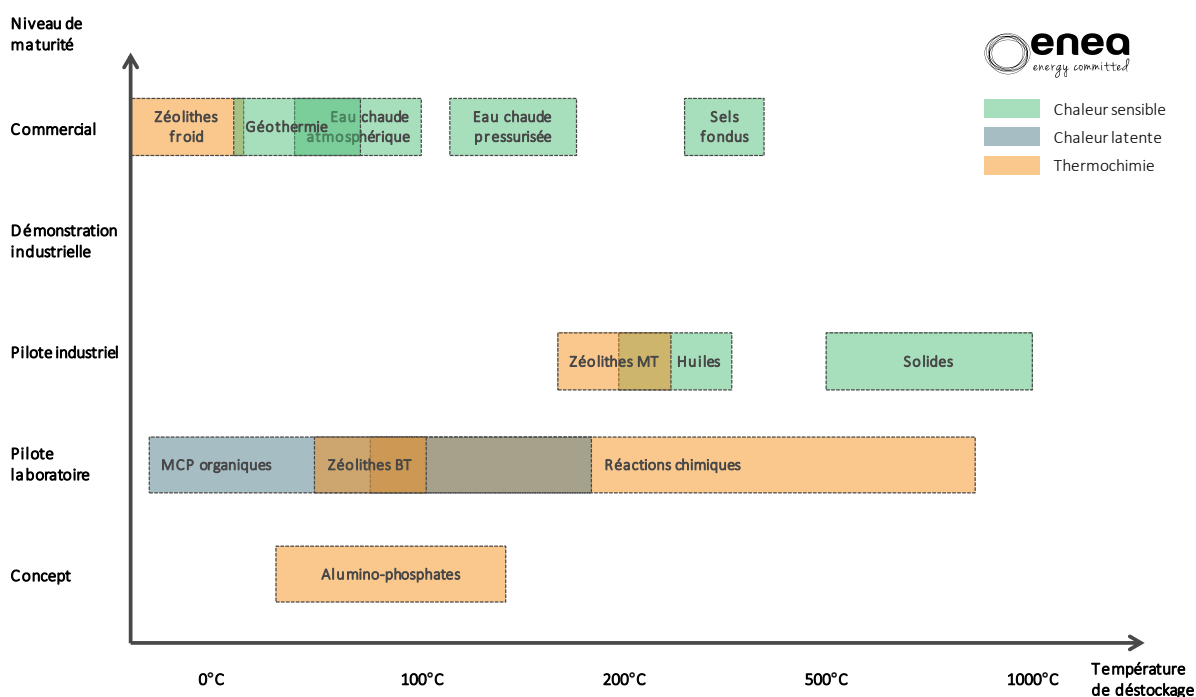 Niveau de
maturité
enea
energy committed
Chaleur sensible
Chaleur latente
Thermochimie
Commercial
Zéolithes
froid
Géothermie
Eau chaude
atmosphérique
Eau chaude
pressurisée
Sels
fondus
Démonstration
industrielle
Pilote industriel
Zéolithes MT
Huiles
Solides
Pilote
laboratoire
MCP organiques
Zéolithes BT
Réactions chimiques
Concept
Alumino-phosphates
0°C
100°C
200°C
500°C
1000°C
Température
de déstockage